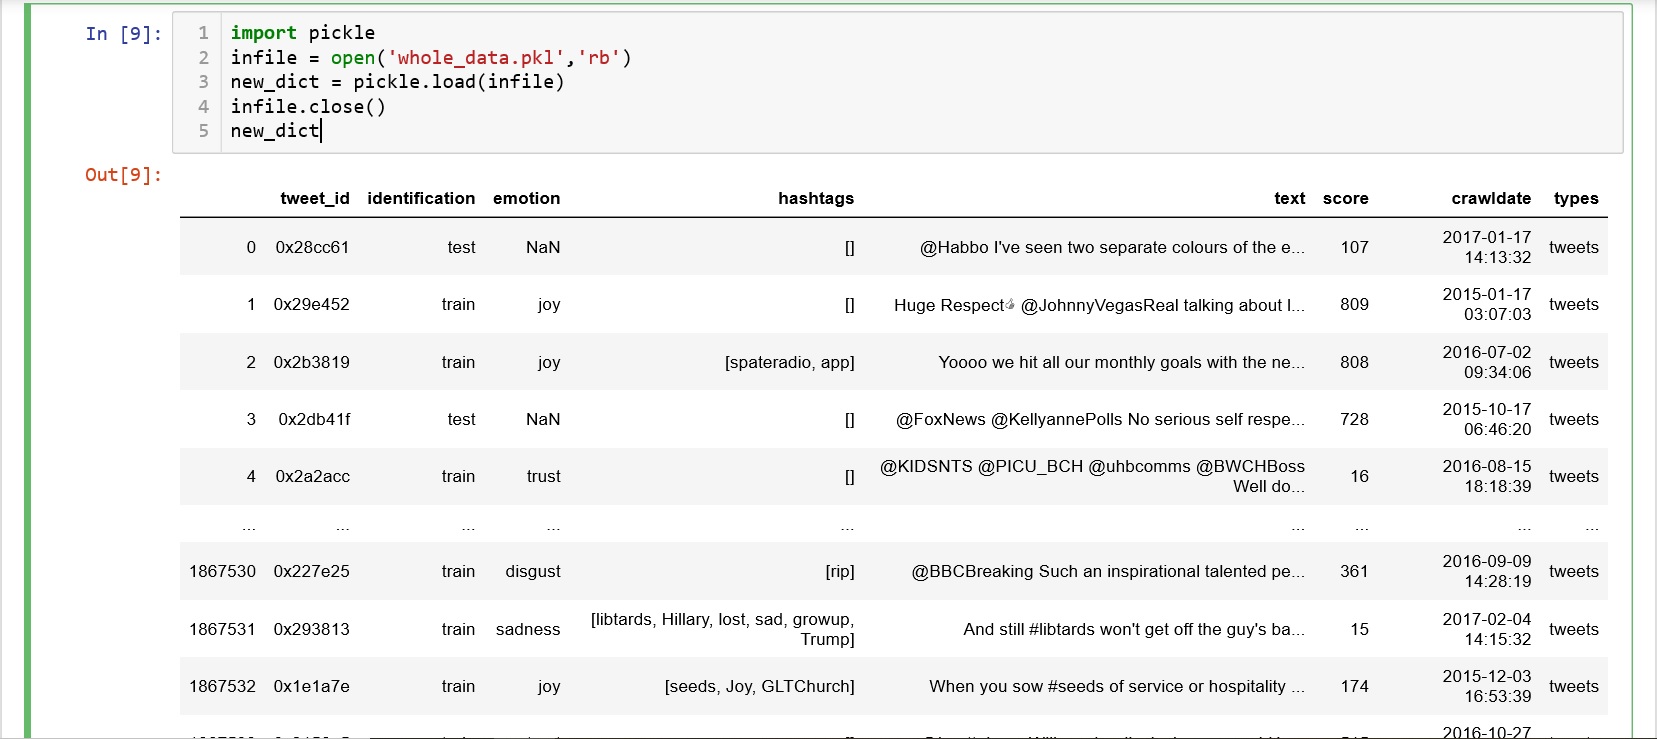 In [9]:
1 import pickle
2 infile = open('whole_data.pkl','rb')
3 new_dict = pickle.load(infile)
4 infile.close()
5 new_dict
Out[9]:
tweet_id identification emotion hashtags text score crawldate types
0 0x28cc61 test NaN [] @Habbo I've seen two separate colours of the e... 107 2017-01-17 14:13:32 tweets
1 0x29e452 train joy [] Huge Respect🖒 @JohnnyVegasReal talking about l... 809 2015-01-17 03:07:03 tweets
2 0x2b3819 train joy [spateradio, app] Yoooo we hit all our monthly goals with the ne... 808 2016-07-02 09:34:06 tweets
3 0x2db41f test NaN [] @FoxNews @KellyannePolls No serious self respe... 728 2015-10-17 06:46:20 tweets
4 0x2a2acc train trust [] @KIDSNTS @PICU_BCH @uhbcomms @BWCHBoss Well do... 16 2016-08-15 18:18:39 tweets
... ... ... ... ... ... ... ... ...
1867530 0x227e25 train disgust [rip] @BBCBreaking Such an inspirational talented pe... 361 2016-09-09 14:28:19 tweets
1867531 0x293813 train sadness [libtards, Hillary, lost, sad, growup, Trump] And still #libtards won't get off the guy's ba... 15 2017-02-04 14:15:32 tweets
1867532 0x1e1a7e train joy [seeds, Joy, GLTChurch] When you sow #seeds of service or hospitality ... 174 2015-12-03 16:53:39 tweets
2016-10-27